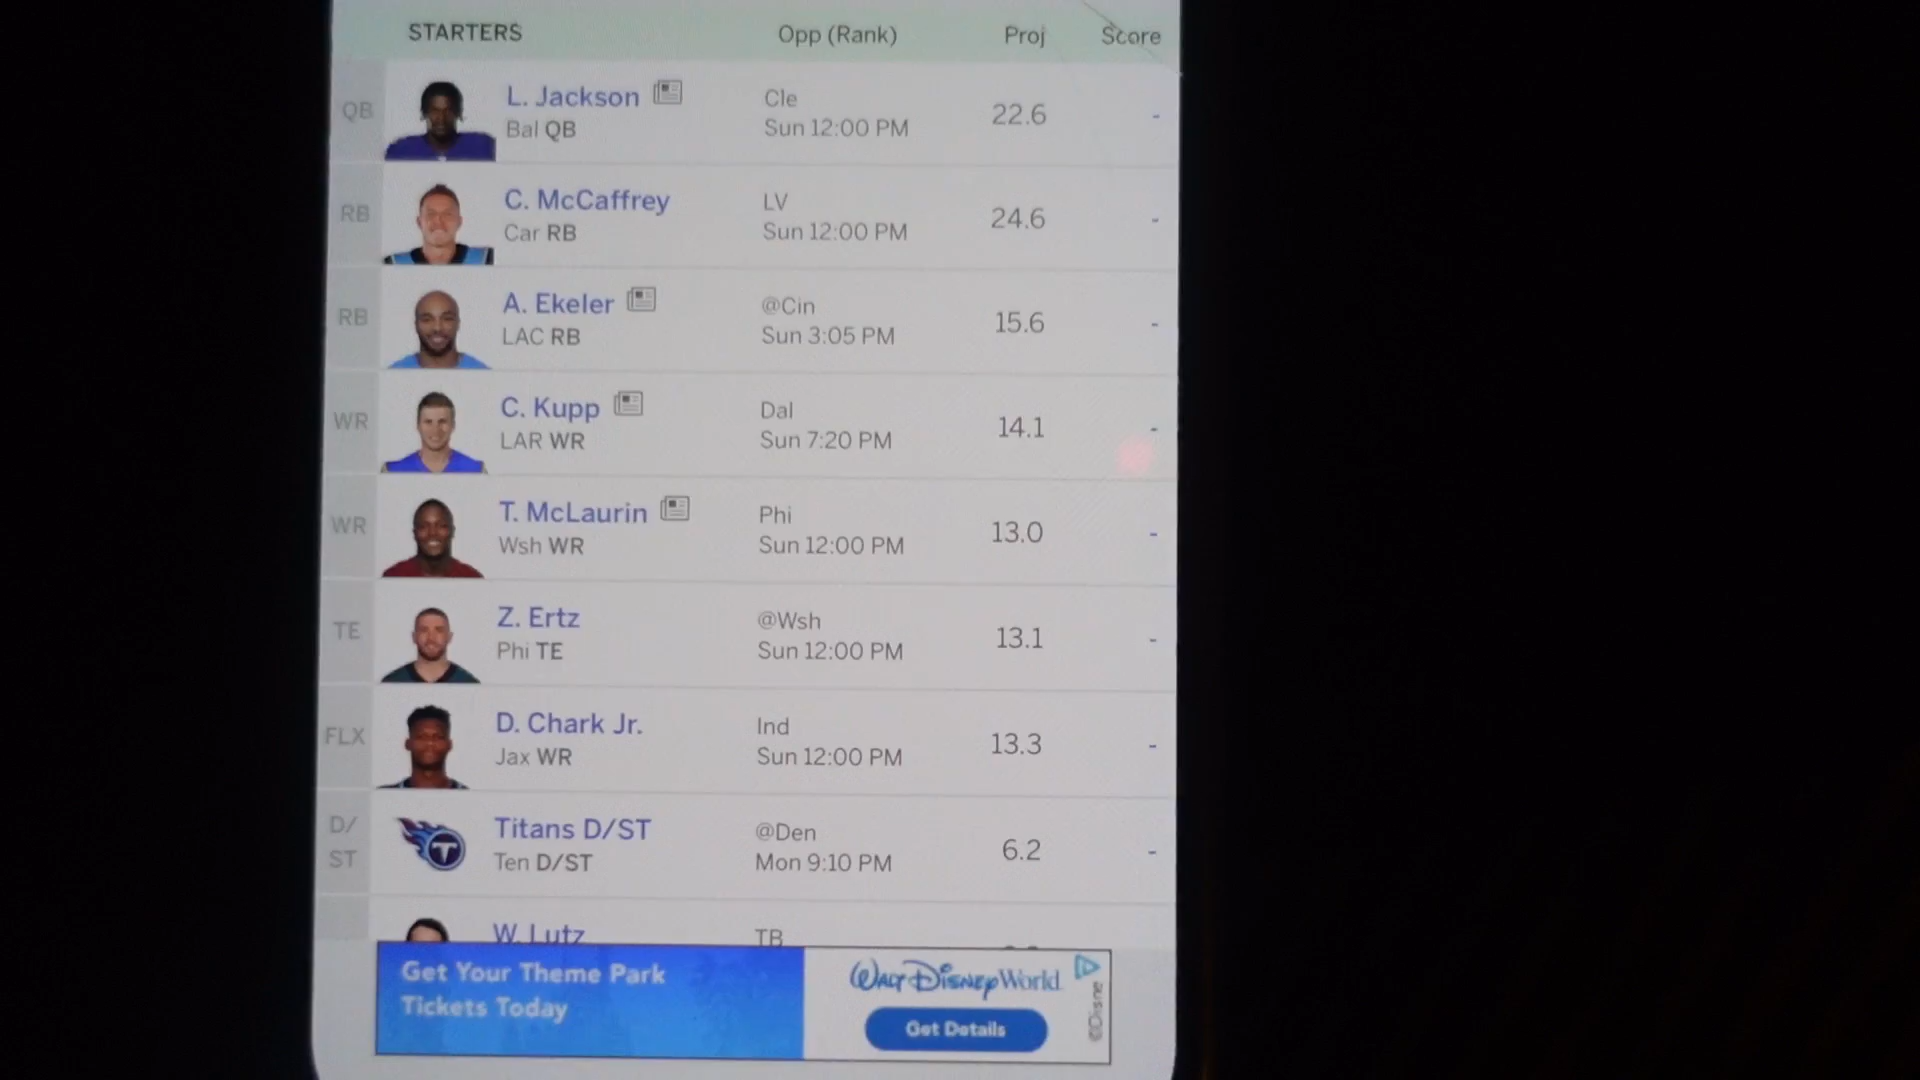 STARTERS Opp (Rank) Proj Score
QB L. Jackson Cle 22.6 -
Bal QB Sun 12:00 PM
RB C. McCaffrey LV 24.6 -
Car RB Sun 12:00 PM
RB A. Ekeler @Cin 15.6 -
LAC RB Sun 3:05 PM
WR C. Kupp Dal 14.1 -
LAR WR Sun 7:20 PM
WR T. McLaurin Phi 13.0 -
Wsh WR Sun 12:00 PM
TE Z. Ertz @Wsh 13.1 -
Phi TE Sun 12:00 PM
FLX D. Chark Jr. Ind 13.3 -
Jax WR Sun 12:00 PM
D/
ST Titans D/ST @Den 6.2 -
Ten D/ST Mon 9:10 PM
W. Lutz TB
Get Your Theme Park
Tickets Today
Walt Disney World
Get Details
©Disne